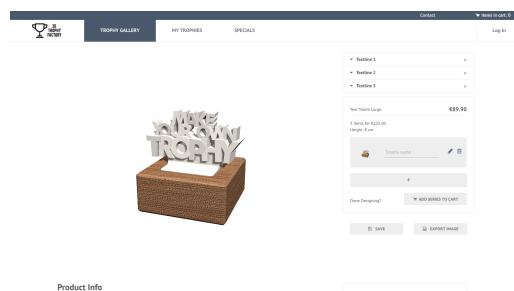 Contact
Items in cart: 0
3D
TROPHY
FACTORY
TROPHY GALLERY
MY TROPHIES
SPECIALS
Log in
Textline 1
Textline 2
Textline 3
MAKE
YOUR OWN
TROPHY
Text Totem Large
€89.90
3 items for €225.00
Height: 8 cm
Trophy name
+
Done Designing?
ADD SERIES TO CART
SAVE
EXPORT IMAGE
Product Info